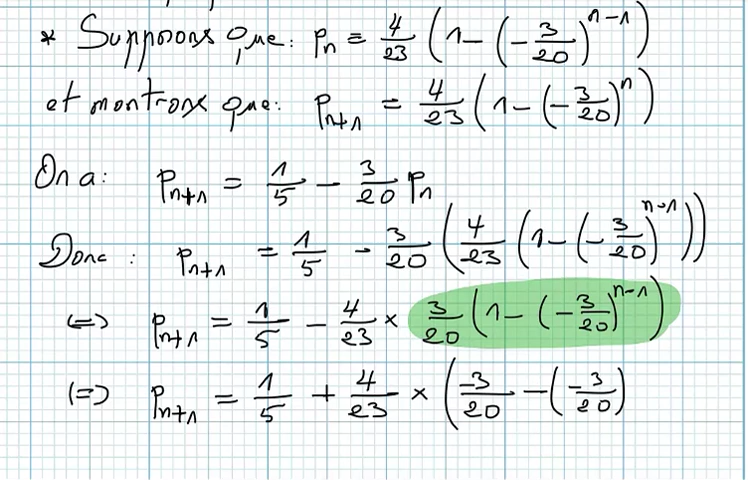 * Supposons que: Pn = 4/23 (1-(-3/20)^(n-1))
et montrons que: Pn+1 = 4/23 (1-(-3/20)^n)
On a: Pn+1 = 1/5 - 3/20 Pn
Donc: Pn+1 = 1/5 - 3/20 (4/23 (1-(-3/20)^(n-1)))
<=> Pn+1 = 1/5 - 4/23 × 3/20 (1-(-3/20)^(n-1))
<=> Pn+1 = 1/5 + 4/23 × (-3/20 -(-3/20)